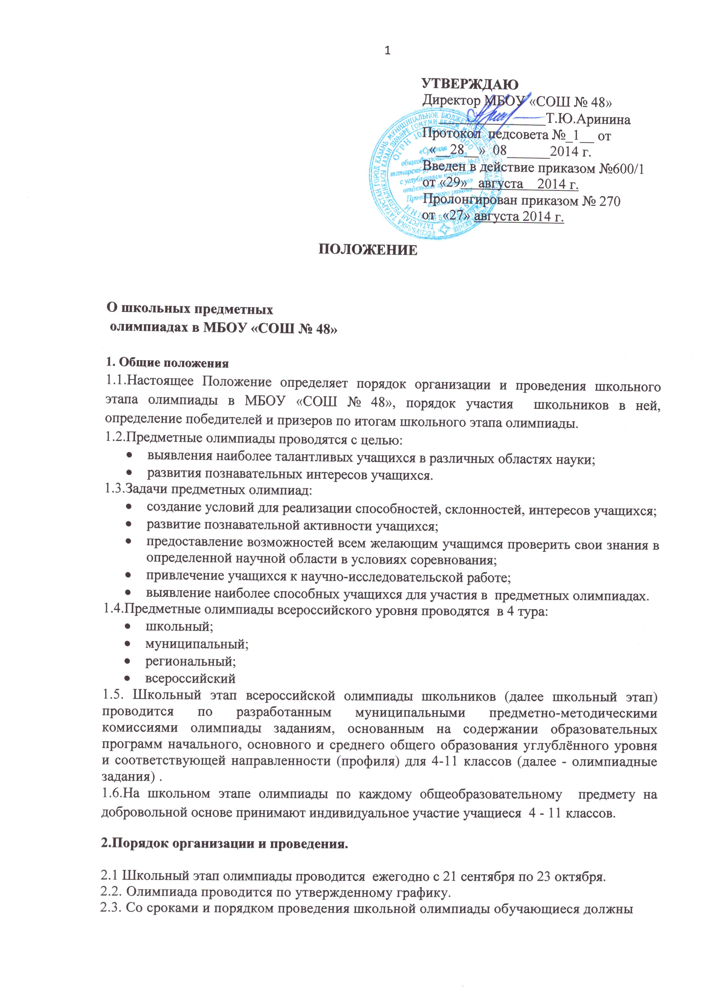 1
УТВЕРЖДАЮ
Директор МБОУ «СОШ № 48»
_______________Т.Ю.Аринина
Протокол педсовета №_1__ от
«__28__» 08______2014 г.
Введен в действие приказом №600/1
от «29» августа 2014 г.
Пролонгирован приказом № 270
от «27» августа 2014 г.
«Средняя
общеобразовательная
татарско-русская школа №48
с углубленным изучением
отдельных предметов»
Приволжского района
ПОЛОЖЕНИЕ
О школьных предметных
олимпиадах в МБОУ «СОШ № 48»
1. Общие положения
1.1.Настоящее Положение определяет порядок организации и проведения школьного
этапа олимпиады в МБОУ «СОШ № 48», порядок участия школьников в ней,
определение победителей и призеров по итогам школьного этапа олимпиады.
1.2.Предметные олимпиады проводятся с целью:
• выявления наиболее талантливых учащихся в различных областях науки;
• развития познавательных интересов учащихся.
1.3.Задачи предметных олимпиад:
• создание условий для реализации способностей, склонностей, интересов учащихся;
• развитие познавательной активности учащихся;
• предоставление возможностей всем желающим учащимся проверить свои знания в
определенной научной области в условиях соревнования;
• привлечение учащихся к научно-исследовательской работе;
• выявление наиболее способных учащихся для участия в предметных олимпиадах.
1.4.Предметные олимпиады всероссийского уровня проводятся в 4 тура:
• школьный;
• муниципальный;
• региональный;
• всероссийский
1.5. Школьный этап всероссийской олимпиады школьников (далее школьный этап)
проводится по разработанным муниципальными предметно-методическими
комиссиями олимпиады заданиям, основанным на содержании образовательных
программ начального, основного и среднего общего образования углублённого уровня
и соответствующей направленности (профиля) для 4-11 классов (далее - олимпиадные
задания) .
1.6.На школьном этапе олимпиады по каждому общеобразовательному предмету на
добровольной основе принимают индивидуальное участие учащиеся 4 - 11 классов.
2.Порядок организации и проведения.
2.1 Школьный этап олимпиады проводится ежегодно с 21 сентября по 23 октября.
2.2. Олимпиада проводится по утвержденному графику.
2.3. Со сроками и порядком проведения школьной олимпиады обучающиеся должны